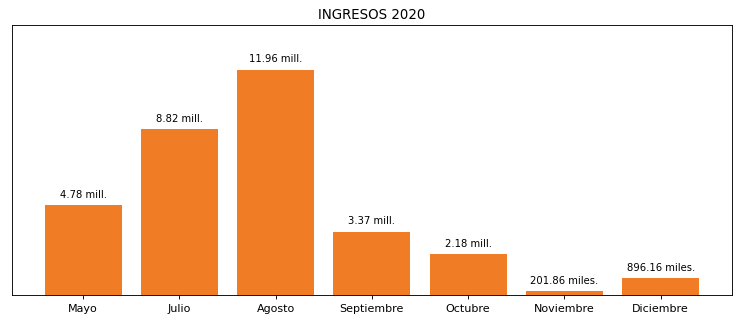 INGRESOS 2020
11.96 mill.
8.82 mill.
4.78 mill.
3.37 mill.
2.18 mill.
201.86 miles.
896.16 miles.
Mayo
Julio
Agosto
Septiembre
Octubre
Noviembre
Diciembre